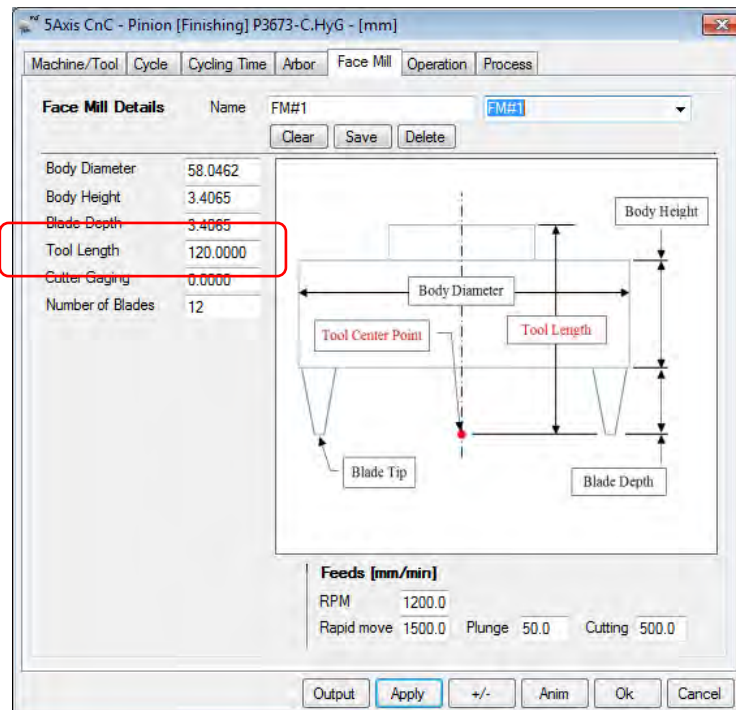 5Axis CnC - Pinion [Finishing] P3673-C.HyG - [mm]
Machine/Tool Cycle Cycling Time Arbor Face Mill Operation Process
Face Mill Details Name FM#1 FM#1
Clear Save Delete
Body Diameter 58.0462
Body Height 3.4065
Blade Depth 3.4065
Tool Length 120.0000
Cutter Gaging 0.0000
Number of Blades 12
Body Height
Body Diameter
Tool Center Point
Tool Length
Blade Tip
Blade Depth
Feeds [mm/min]
RPM 1200.0
Rapid move 1500.0 Plunge 50.0 Cutting 500.0
Output Apply +/- Anim Ok Cancel